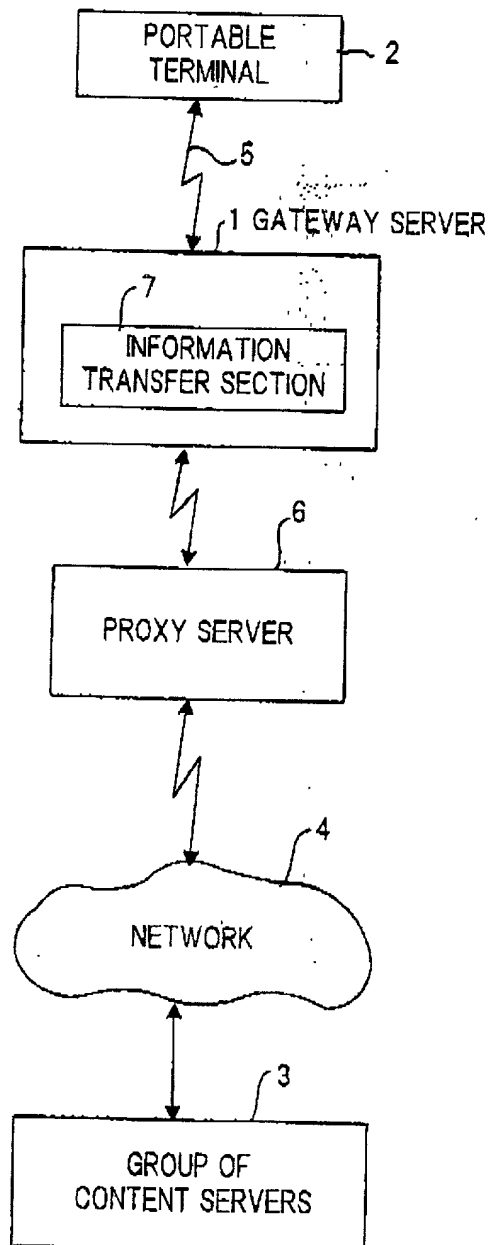 PORTABLE
TERMINAL
2
5
1 GATEWAY SERVER
7
INFORMATION
TRANSFER SECTION
6
PROXY SERVER
4
NETWORK
3
GROUP OF
CONTENT SERVERS